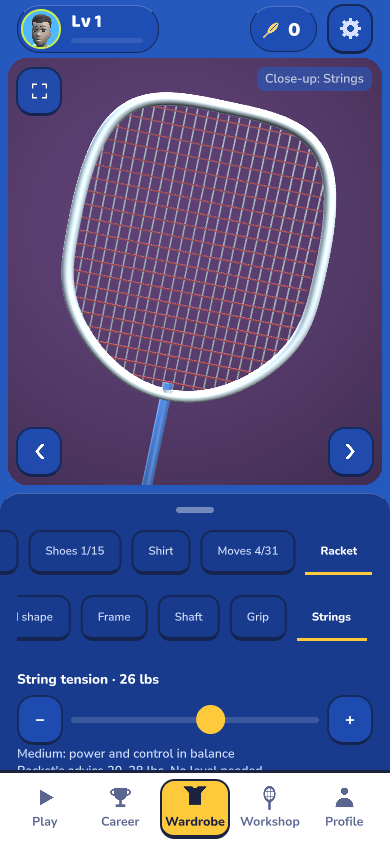 Lv 1
0
Close-up: Strings
Shoes 1/15
Shirt
Moves 4/31
Racket
shape
Frame
Shaft
Grip
Strings
String tension · 26 lbs
Medium: power and control in balance
Play
Career
Wardrobe
Workshop
Profile